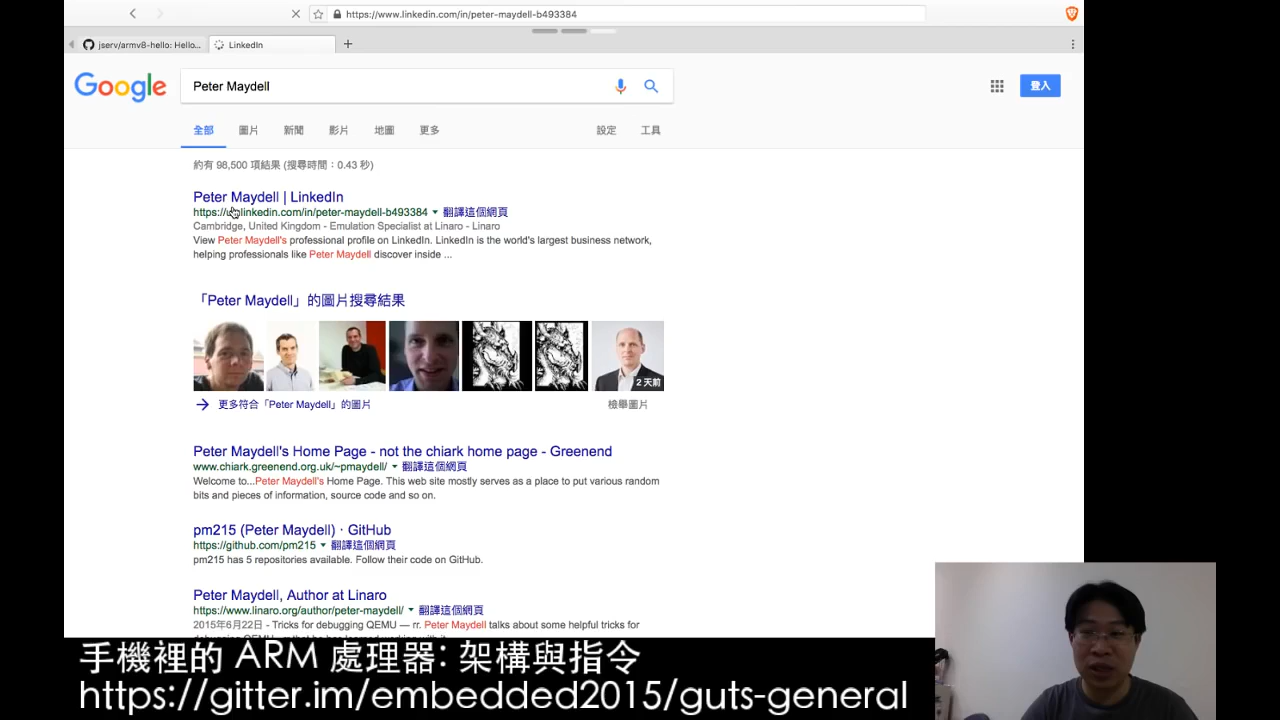 https://www.linkedin.com/in/peter-maydell-b493384
jserv/armv8-hello: Hello...
LinkedIn
Google
Peter Maydell
登入
全部 圖片 新聞 影片 地圖 更多 設定 工具
約有 98,500 項結果 (搜尋時間：0.43 秒)
Peter Maydell | LinkedIn
https://uk.linkedin.com/in/peter-maydell-b493384 翻譯這個網頁
Cambridge, United Kingdom - Emulation Specialist at Linaro - Linaro
View Peter Maydell's professional profile on LinkedIn. LinkedIn is the world's largest business network,
helping professionals like Peter Maydell discover inside ...
「Peter Maydell」的圖片搜尋結果
2 天前
更多符合「Peter Maydell」的圖片 檢舉圖片
Peter Maydell's Home Page - not the chiark home page - Greenend
www.chiark.greenend.org.uk/~pmaydell/ 翻譯這個網頁
Welcome to...Peter Maydell's Home Page. This web site mostly serves as a place to put various random
bits and pieces of information, source code and so on.
pm215 (Peter Maydell) · GitHub
https://github.com/pm215 翻譯這個網頁
pm215 has 5 repositories available. Follow their code on GitHub.
Peter Maydell, Author at Linaro
https://www.linaro.org/author/peter-maydell/ 翻譯這個網頁
2015年6月22日 - Tricks for debugging QEMU — rr. Peter Maydell talks about some helpful tricks for
手機裡的 ARM 處理器: 架構與指令
https://gitter.im/embedded2015/guts-general